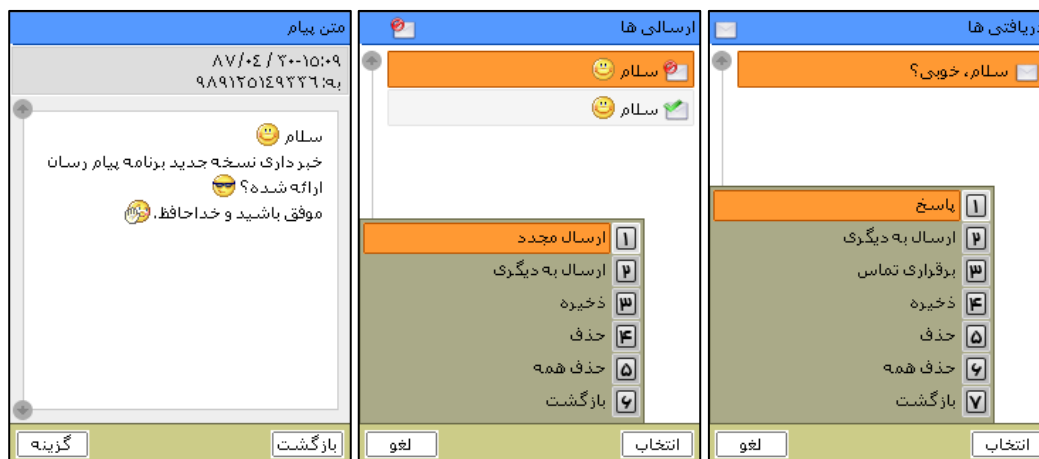 دریافتی ها
سلام، خوبی؟
۱ پاسخ
۲ ارسال به دیگری
۳ برقراری تماس
۴ ذخیره
۵ حذف
۶ حذف همه
۷ بازگشت
انتخاب
لغو
ارسالی ها
سلام
سلام
۱ ارسال مجدد
۲ ارسال به دیگری
۳ ذخیره
۴ حذف
۵ حذف همه
۶ بازگشت
انتخاب
لغو
متن پیام
۸۷/۰۴/۳۰-۱۵:۰۹
سلام
خبر داری نسخه جدید برنامه پیام رسان
ارائه شده؟
موفق باشید و خداحافظ.
بازگشت
گزینه